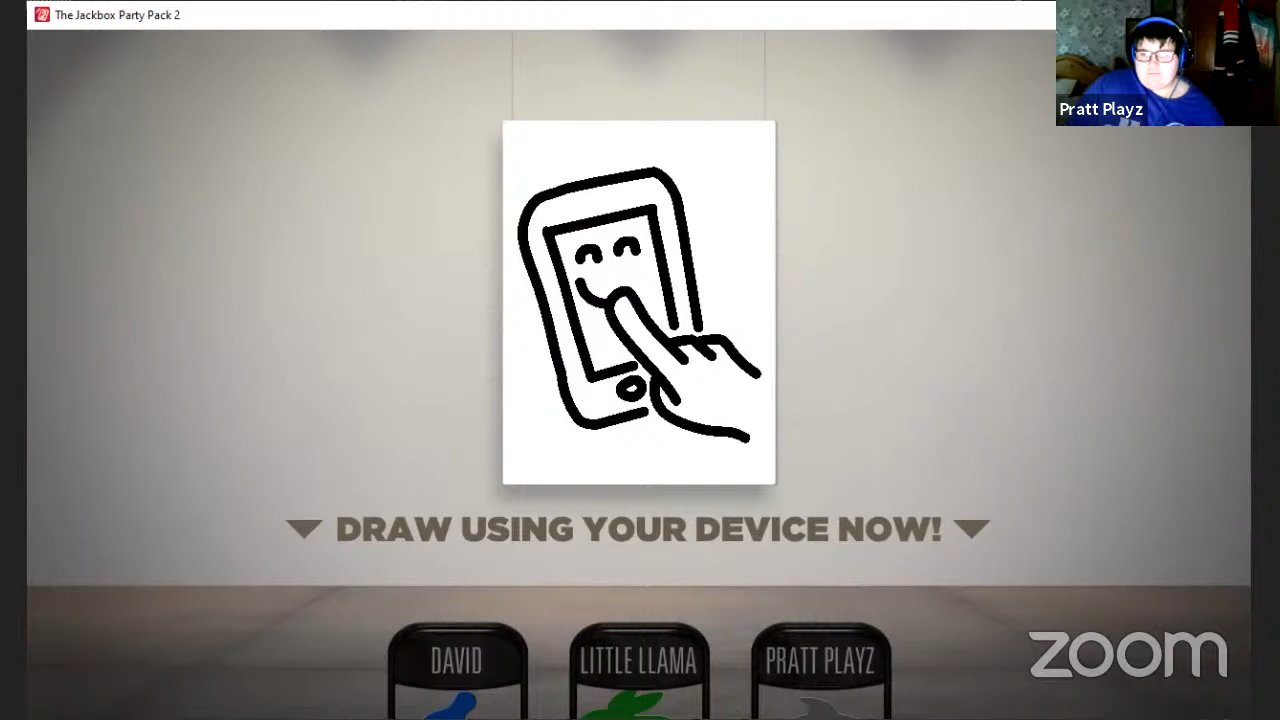 The Jackbox Party Pack 2
Pratt Playz
DRAW USING YOUR DEVICE NOW!
DAVID
LITTLE LLAMA
PRATT PLAYZ
zoom